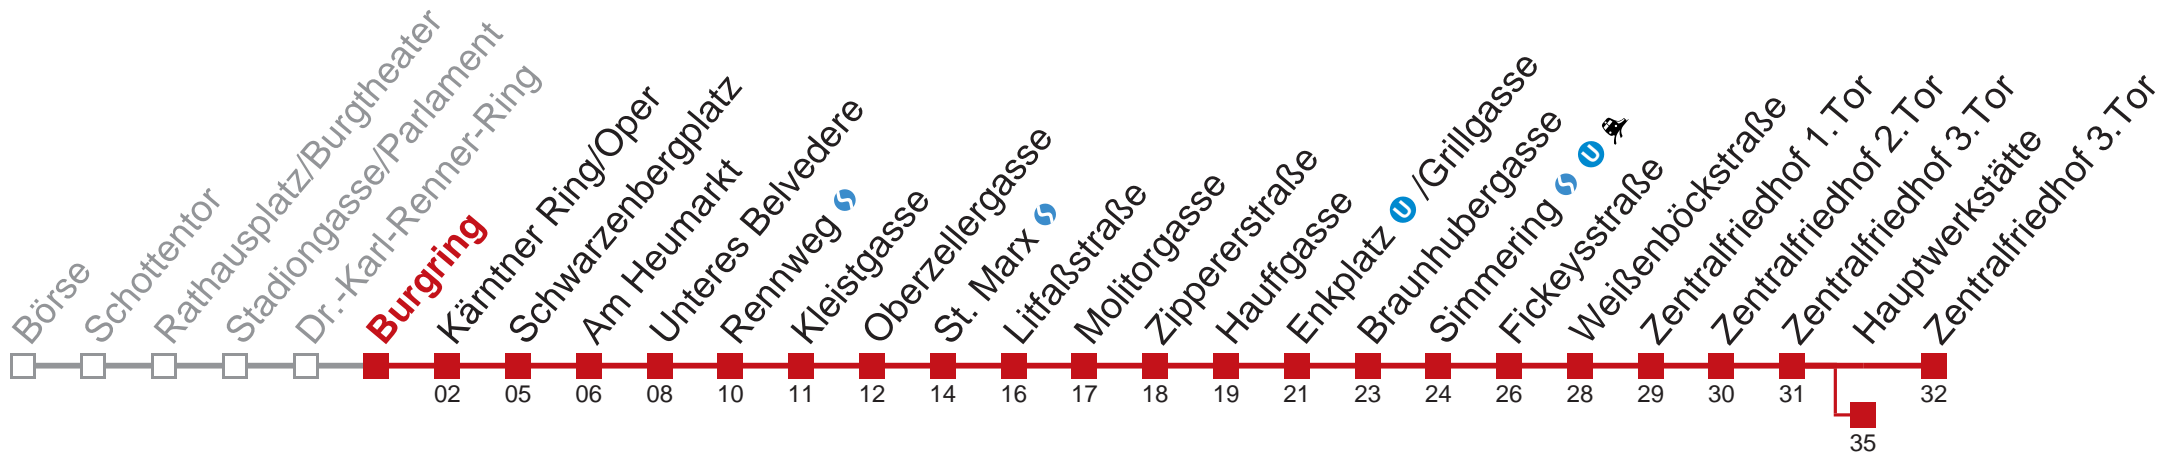 Börse
Schottentor
Rathausplatz/Burgtheater
Stadiongasse/Parlament
Dr.-Karl-Renner-Ring
Burgring
Kärntner Ring/Oper
Schwarzenbergplatz
Am Heumarkt
Unteres Belvedere
Rennweg S
Kleistgasse
Oberzellergasse
St. Marx S
Litfaßstraße
Molitorgasse
Zippererstraße
Hauffgasse
Enkplatz U /Grillgasse
Braunhubergasse
Simmering S U
Fickeysstraße
Weißenböckstraße
Zentralfriedhof 1.Tor
Zentralfriedhof 2.Tor
Zentralfriedhof 3.Tor
Hauptwerkstätte
Zentralfriedhof 3.Tor
02 05 06 08 10 11 12 14 16 17 18 19 21 23 24 26 28 29 30 31 32
35